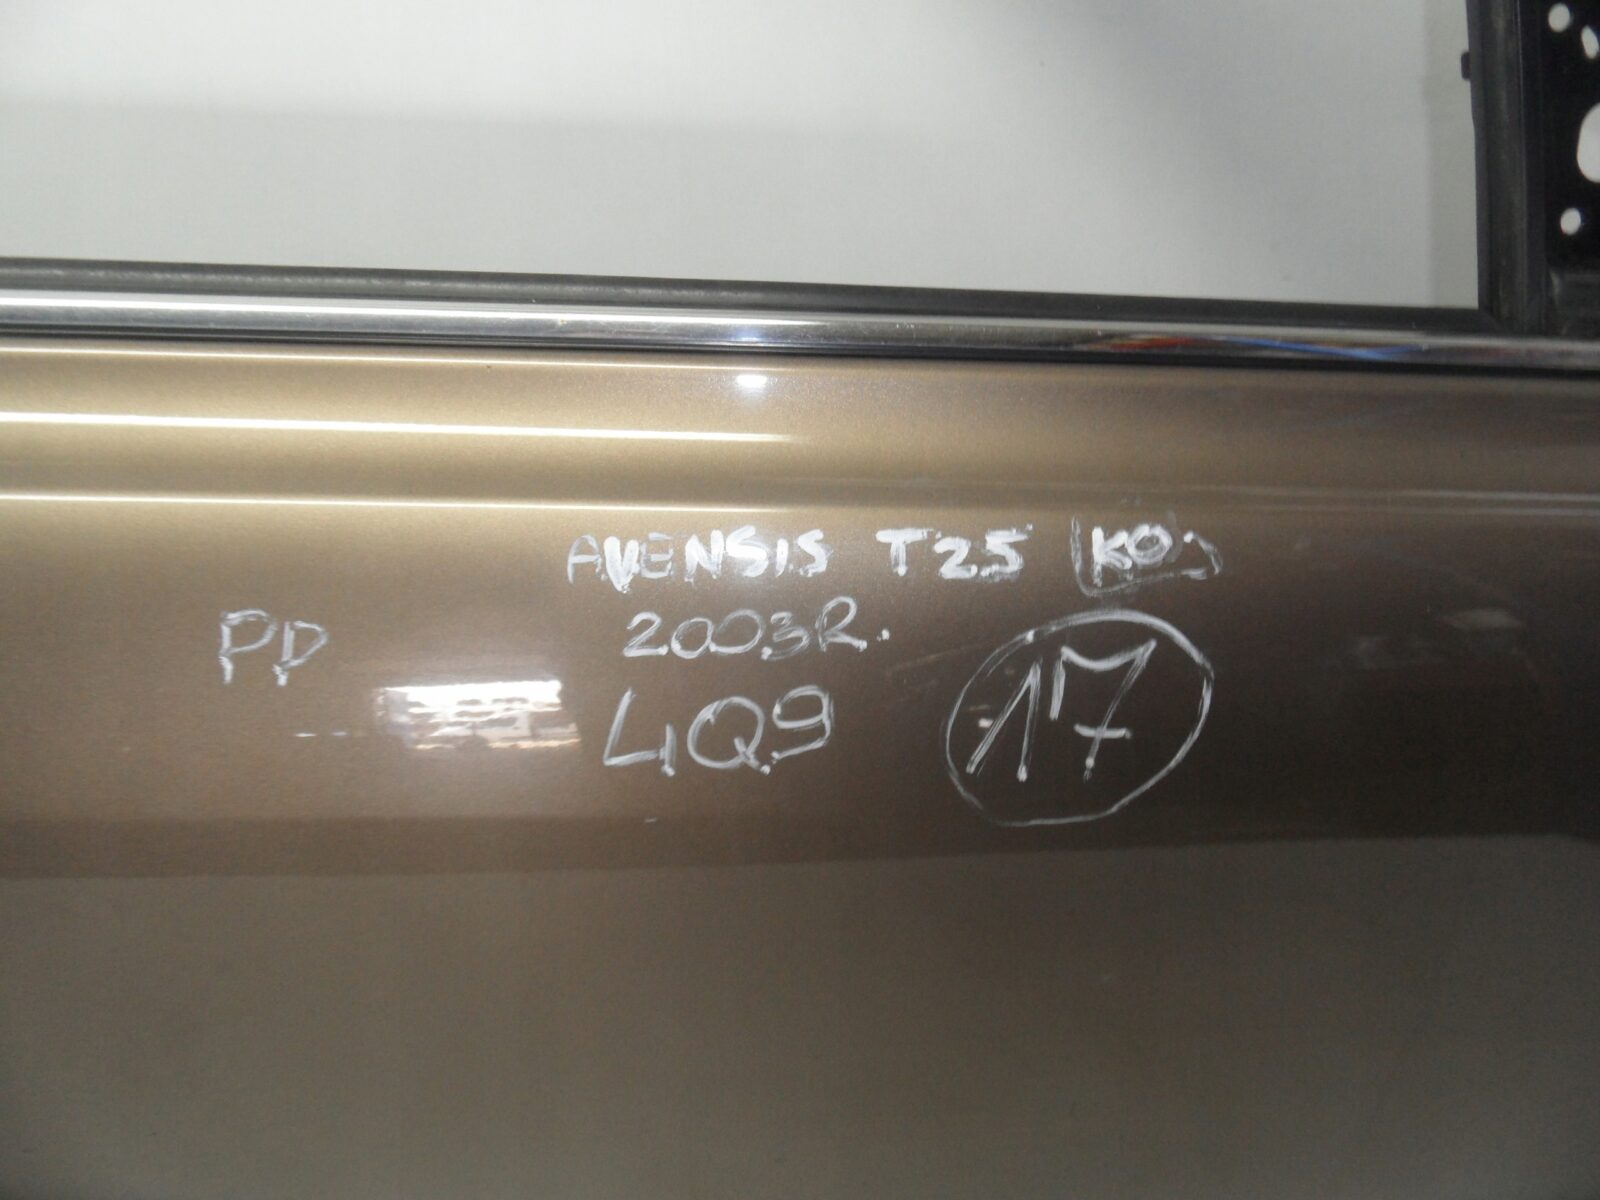 AVENSIS T25 (KO)
PP 2003R.
4Q9 17